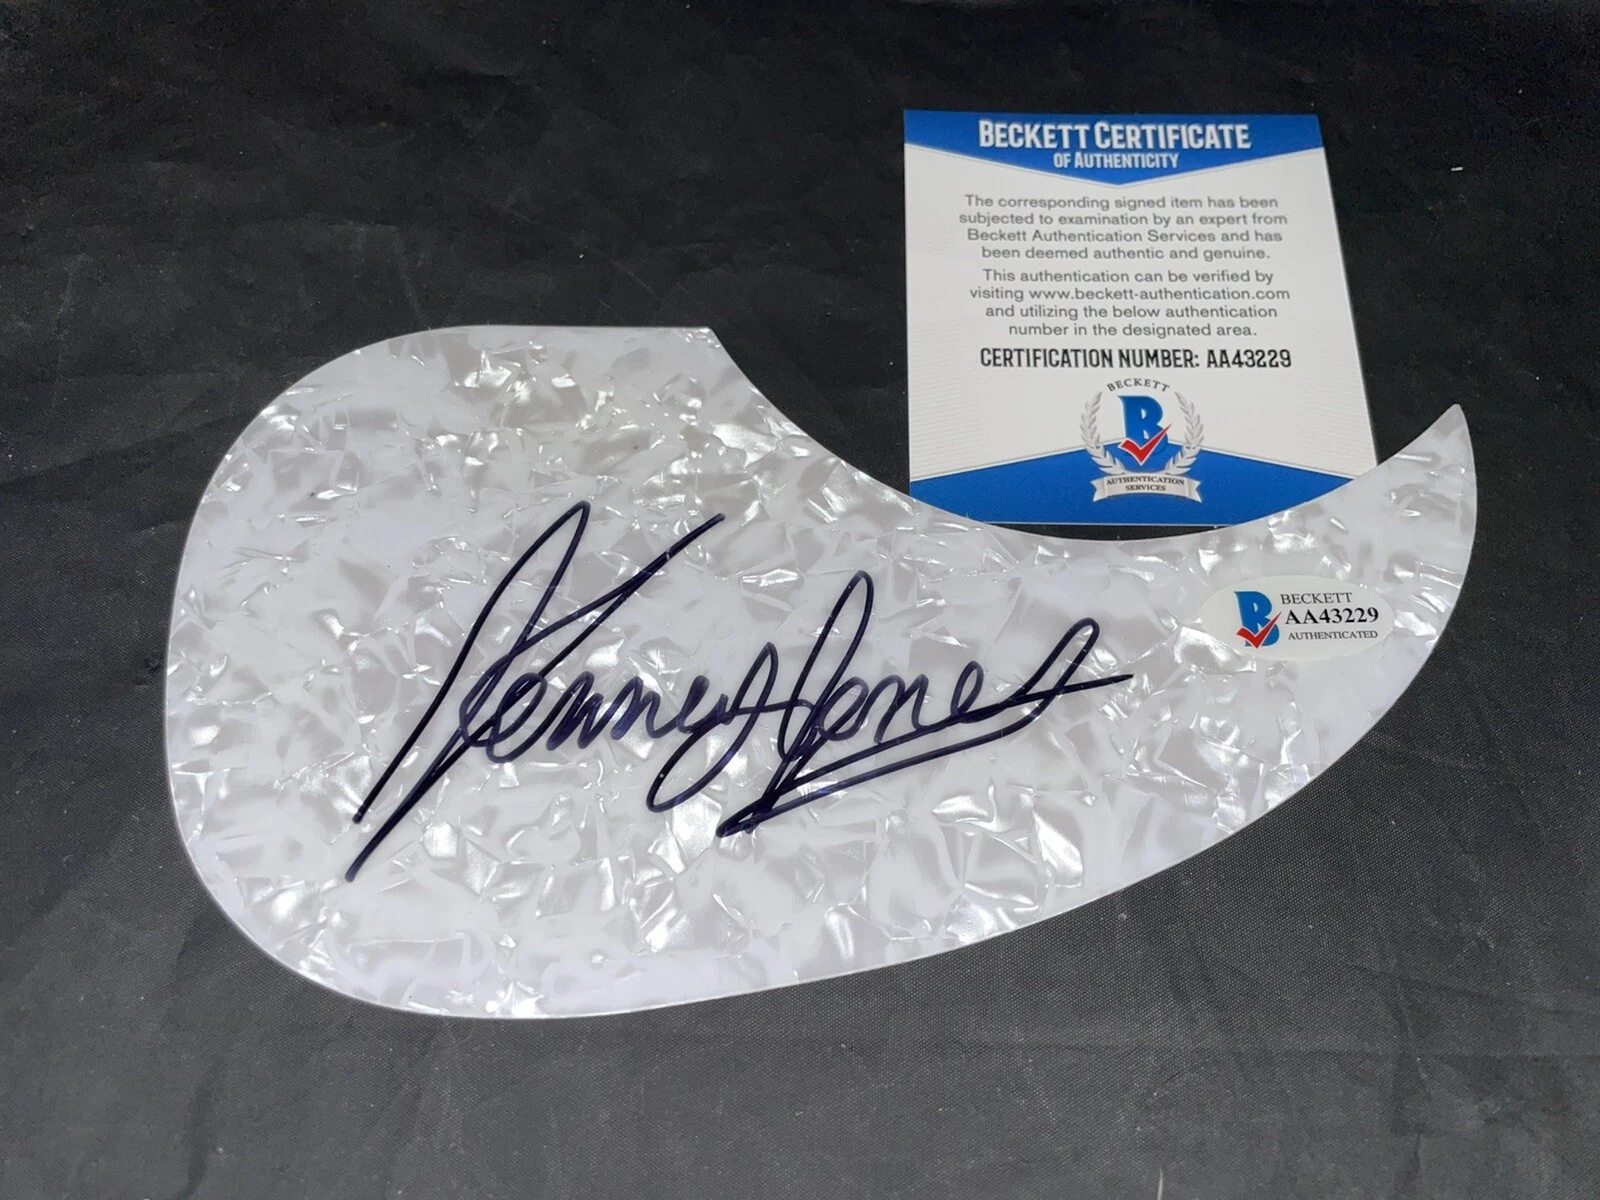 BECKETT CERTIFICATE
OF AUTHENTICITY
The corresponding signed item has been
subjected to examination by an expert from
Beckett Authentication Services and has
been deemed authentic and genuine.
This authentication can be verified by
visiting www.beckett-authentication.com
and utilizing the below authentication
number in the designated area.
CERTIFICATION NUMBER: AA43229
BECKETT
B
AUTHENTICATION
SERVICES
Kenney Jones
B
BECKETT
AA43229
AUTHENTICATED